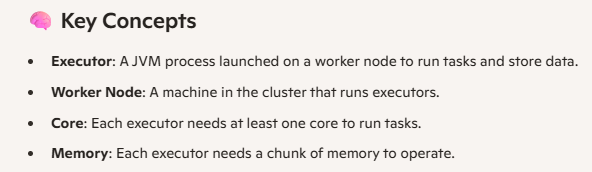 🧠 Key Concepts
• Executor: A JVM process launched on a worker node to run tasks and store data.
• Worker Node: A machine in the cluster that runs executors.
• Core: Each executor needs at least one core to run tasks.
• Memory: Each executor needs a chunk of memory to operate.